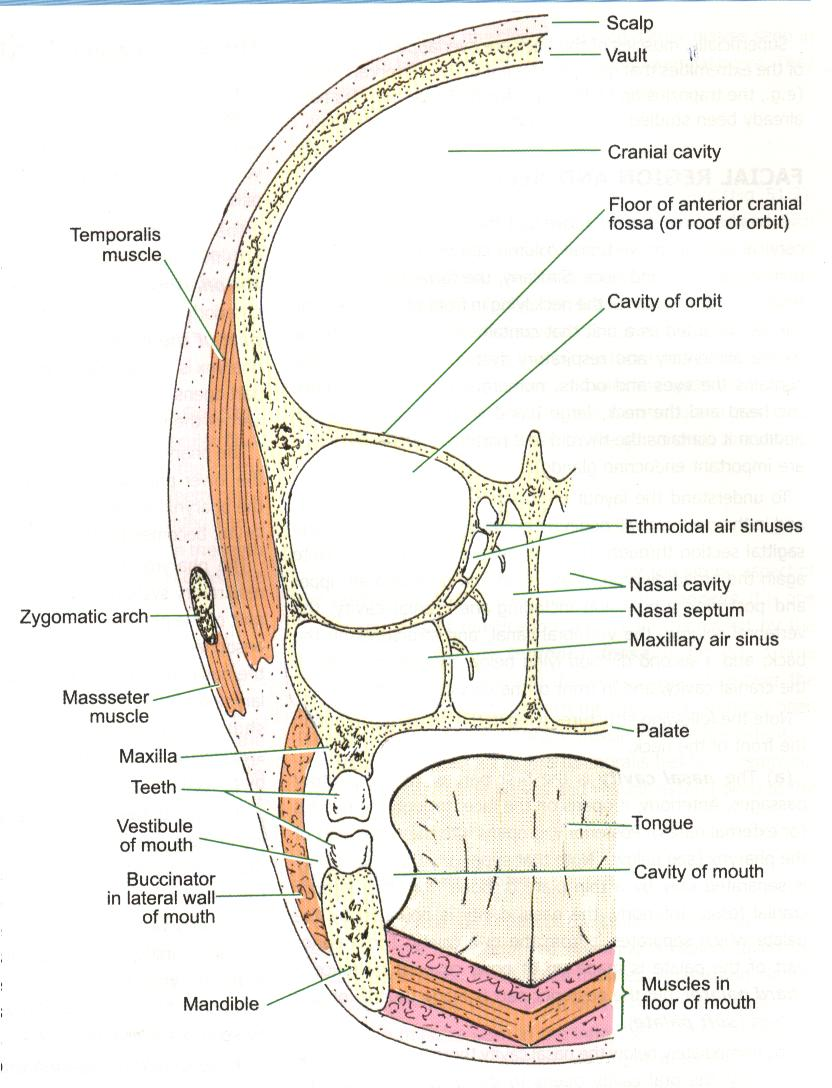 Scalp
Vault
Cranial cavity
Floor of anterior cranial
fossa (or roof of orbit)
Temporalis
muscle
Cavity of orbit
Ethmoidal air sinuses
Nasal cavity
Nasal septum
Zygomatic arch
Maxillary air sinus
Massseter
muscle
Palate
Maxilla
Teeth
Tongue
Vestibule
of mouth
Cavity of mouth
Buccinator
in lateral wall
of mouth
Mandible
Muscles in
floor of mouth